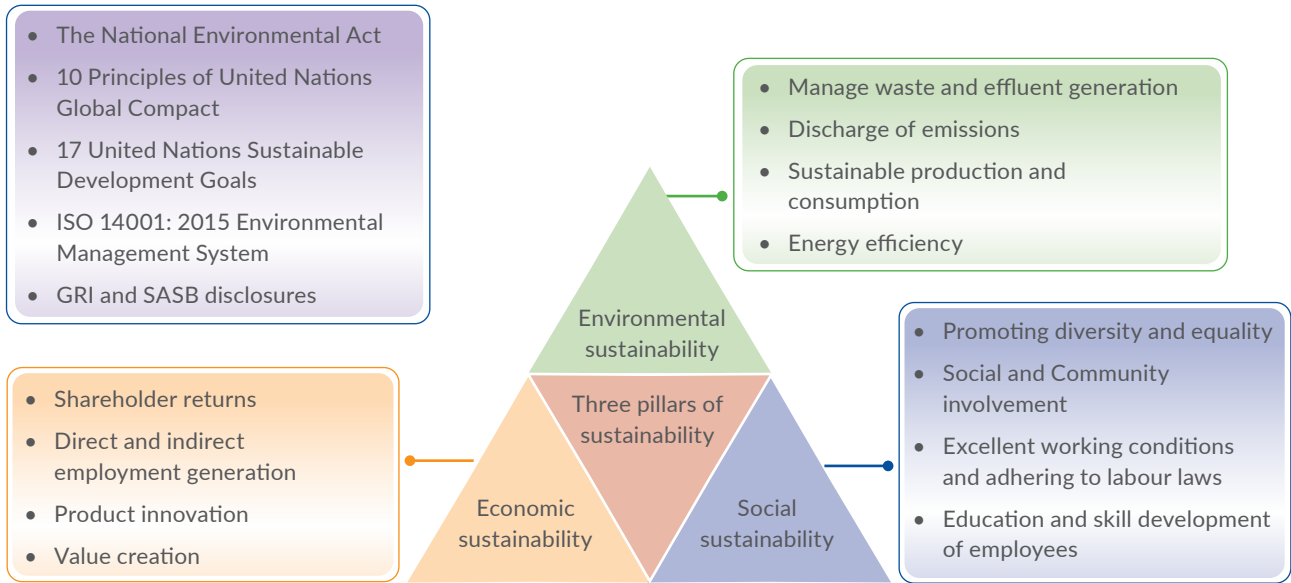 • The National Environmental Act
• 10 Principles of United Nations
Global Compact
• 17 United Nations Sustainable
Development Goals
• ISO 14001: 2015 Environmental
Management System
• GRI and SASB disclosures
• Manage waste and effluent generation
• Discharge of emissions
• Sustainable production and
consumption
• Energy efficiency
Environmental
sustainability
Three pillars of
sustainability
Economic
sustainability
Social
sustainability
• Shareholder returns
• Direct and indirect
employment generation
• Product innovation
• Value creation
• Promoting diversity and equality
• Social and Community
involvement
• Excellent working conditions
and adhering to labour laws
• Education and skill development
of employees